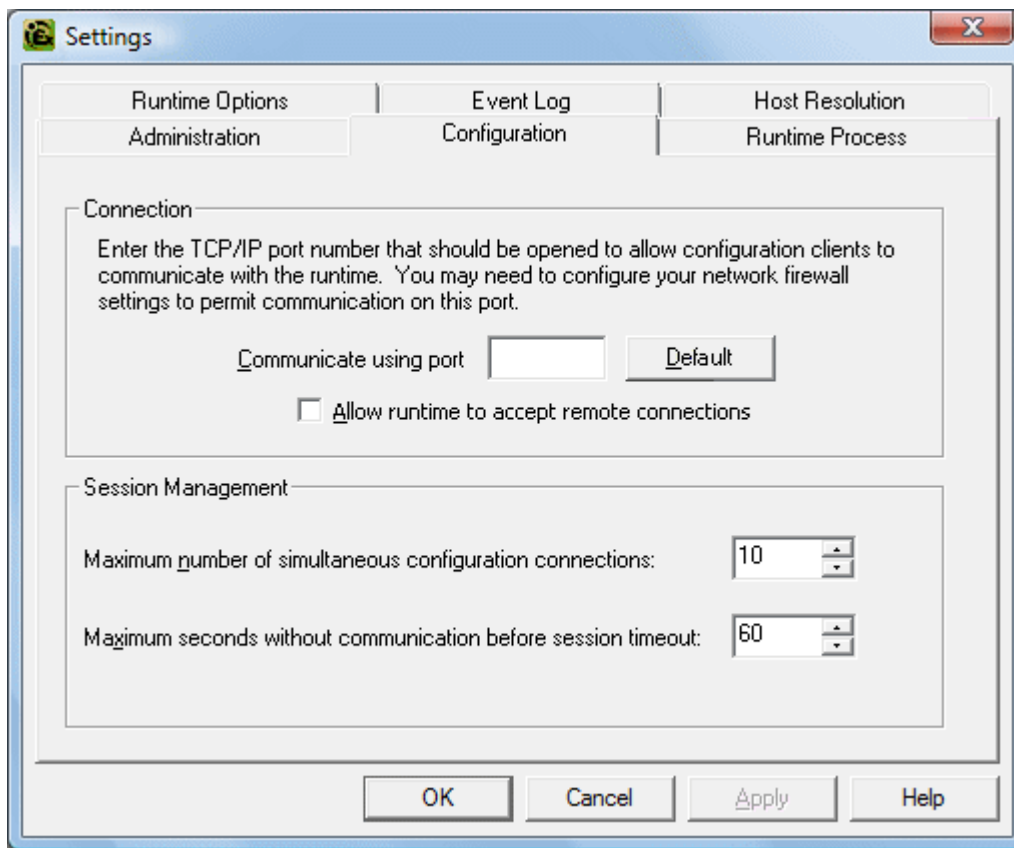 Settings
Runtime Options
Event Log
Host Resolution
Administration
Configuration
Runtime Process
Connection
Enter the TCP/IP port number that should be opened to allow configuration clients to
communicate with the runtime.  You may need to configure your network firewall
settings to permit communication on this port.
Communicate using port
Default
Allow runtime to accept remote connections
Session Management
Maximum number of simultaneous configuration connections:
10
Maximum seconds without communication before session timeout:
60
OK
Cancel
Apply
Help